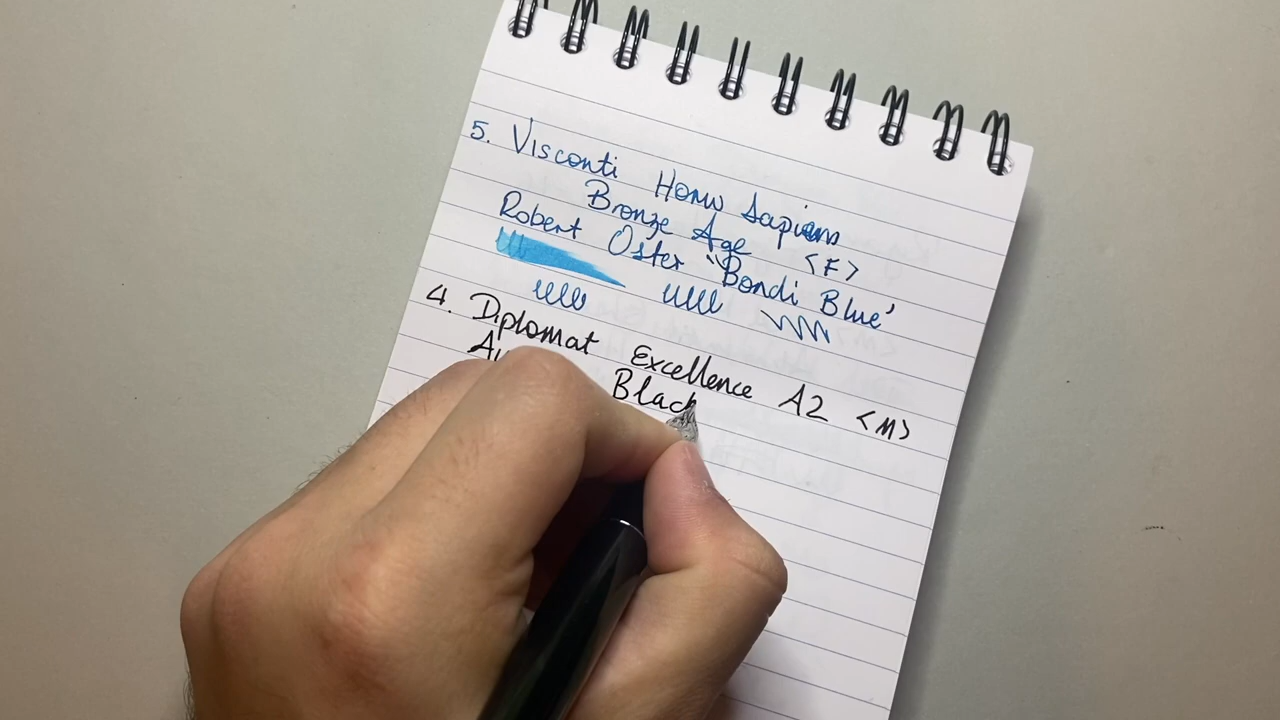 5. Visconti Homo Sapiens
Bronze Age <F>
Robert Oster 'Bondi Blue'
4. Diplomat Excellence A2 <M>
Black